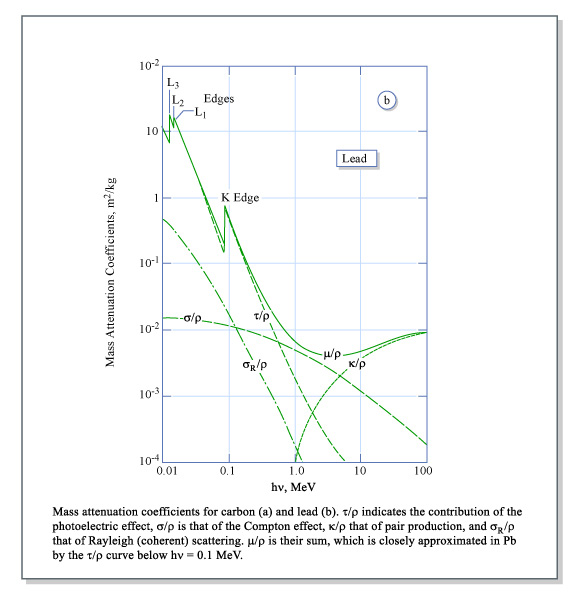 10-2
L3
L2
Edges
L1
b
10
Lead
1
K Edge
Mass Attenuation Coefficients, m2/kg
10-1
τ/ρ
σ/ρ
10-2
μ/ρ
σR/ρ
κ/ρ
10-3
10-4
0.01 0.1 1.0 10 100
hν, MeV
Mass attenuation coefficients for carbon (a) and lead (b). τ/ρ indicates the contribution of the
photoelectric effect, σ/ρ is that of the Compton effect, κ/ρ that of pair production, and σR/ρ
that of Rayleigh (coherent) scattering. μ/ρ is their sum, which is closely approximated in Pb
by the τ/ρ curve below hν = 0.1 MeV.